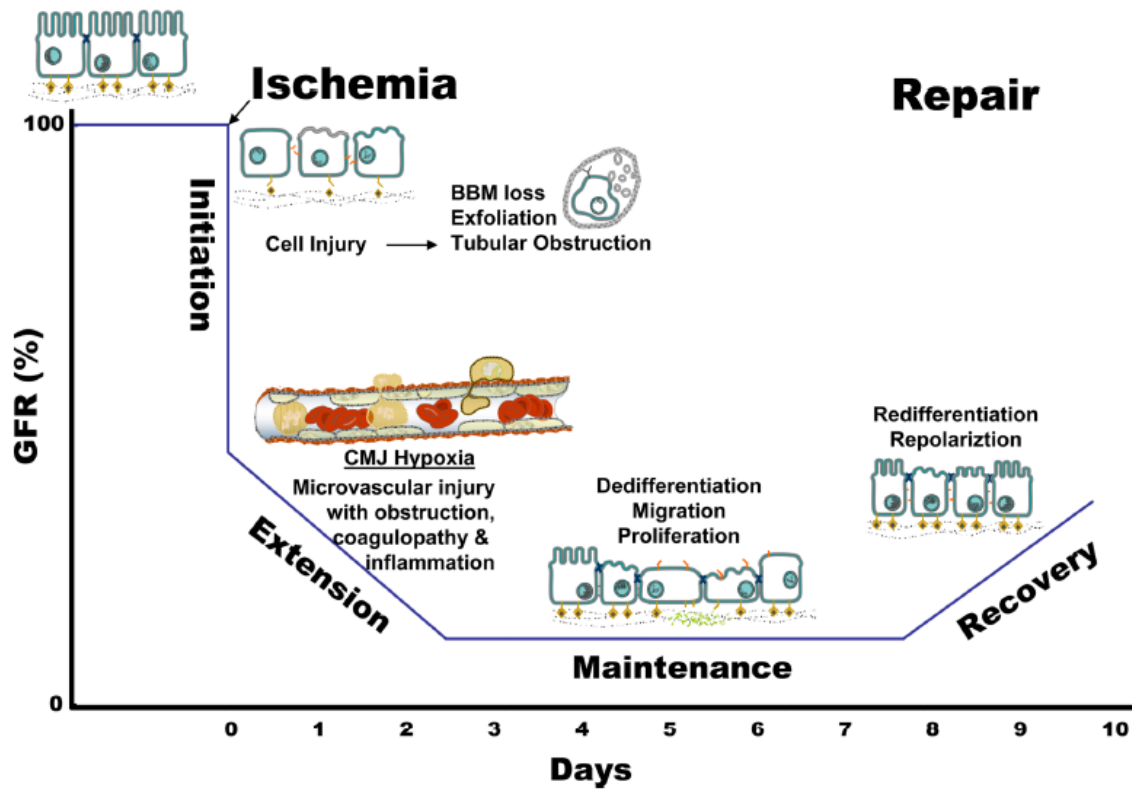 Ischemia
Repair
100
Initiation
BBM loss
Exfoliation
Cell Injury
Tubular Obstruction
GFR (%)
CMJ Hypoxia
Microvascular injury
with obstruction,
coagulopathy &
inflammation
Extension
Dedifferentiation
Migration
Proliferation
Redifferentiation
Repolariztion
Maintenance
Recovery
0
0 1 2 3 4 5 6 7 8 9 10
Days